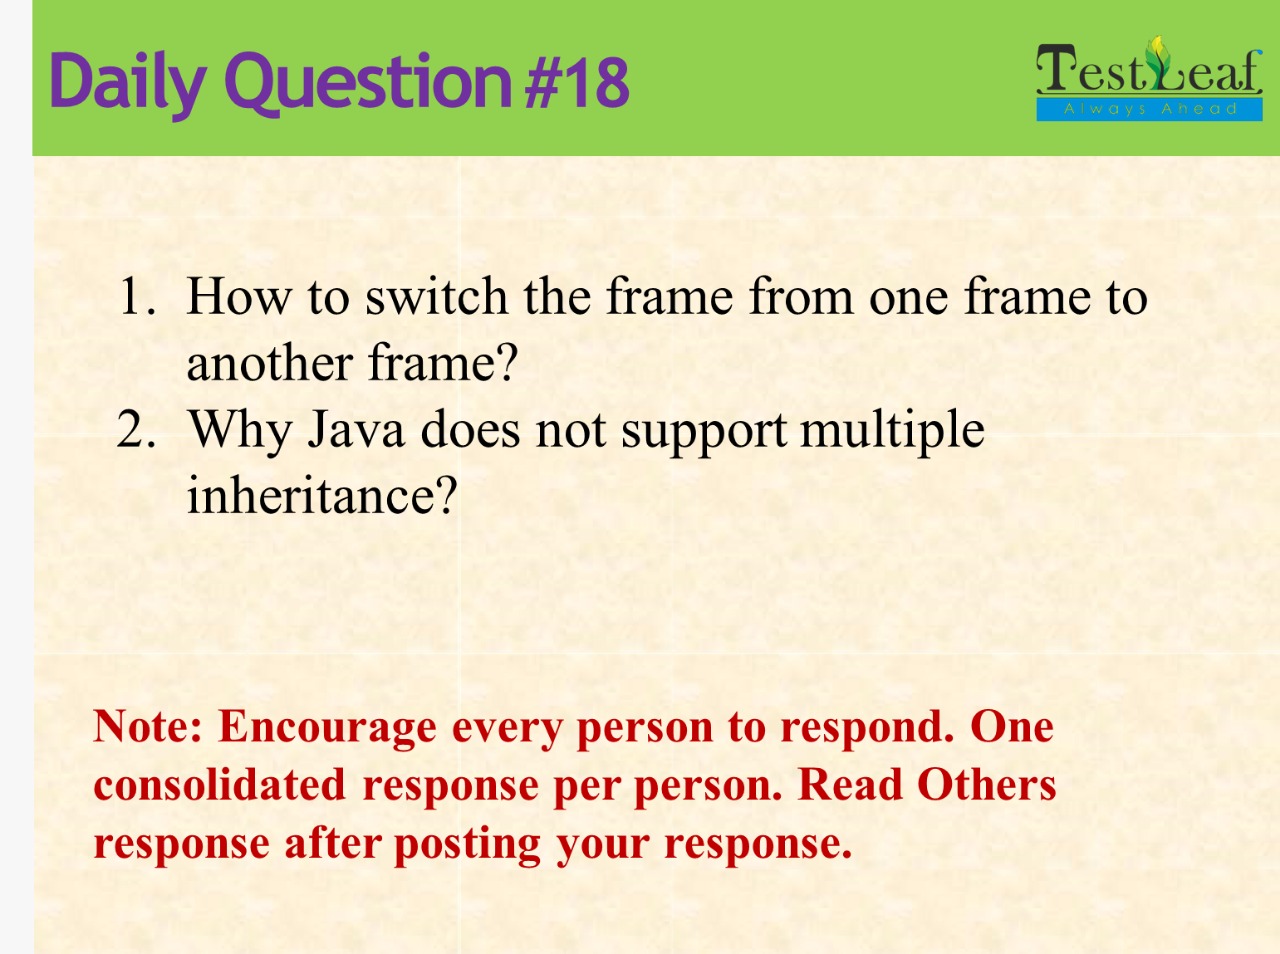 Daily Question #18
TestLeaf
Always Ahead
1. How to switch the frame from one frame to
another frame?
2. Why Java does not support multiple
inheritance?
Note: Encourage every person to respond. One
consolidated response per person. Read Others
response after posting your response.